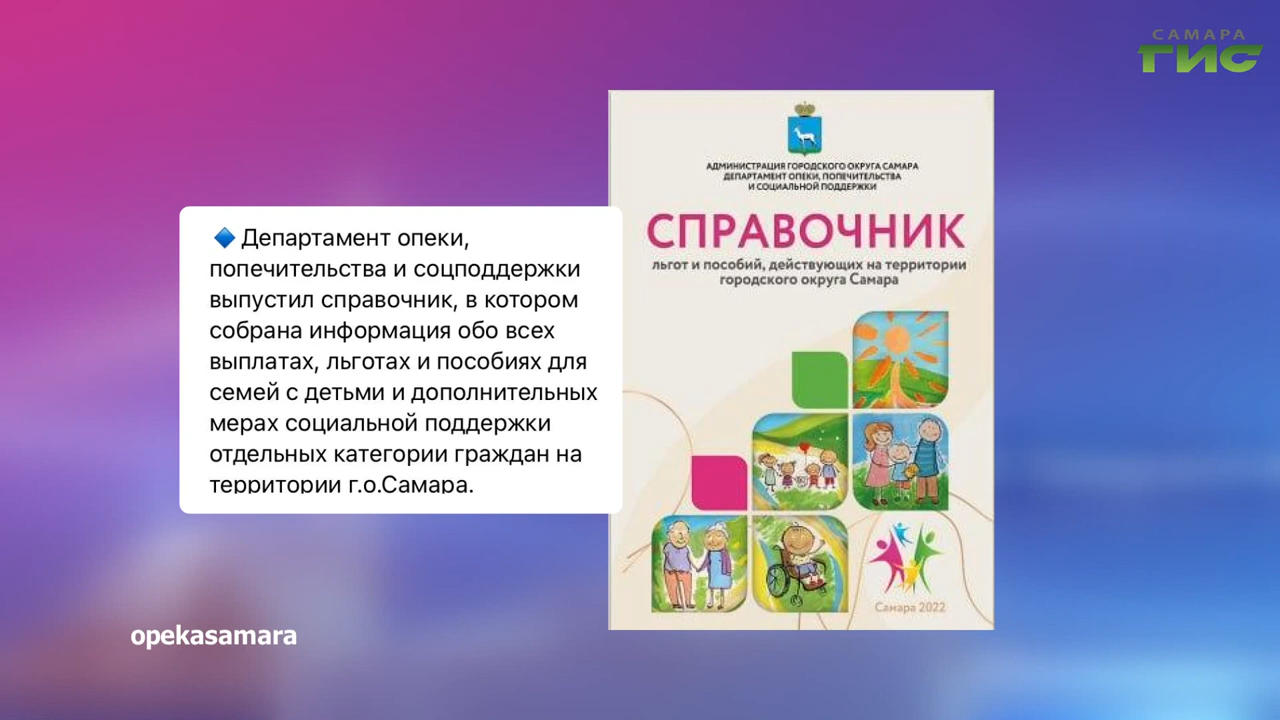 САМАРА
ГИС
АДМИНИСТРАЦИЯ ГОРОДСКОГО ОКРУГА САМАРА
ДЕПАРТАМЕНТ ОПЕКИ, ПОПЕЧИТЕЛЬСТВА
И СОЦИАЛЬНОЙ ПОДДЕРЖКИ
СПРАВОЧНИК
льгот и пособий, действующих на территории
городского округа Самара
Самара 2022
🔷 Департамент опеки,
попечительства и соцподдержки
выпустил справочник, в котором
собрана информация обо всех
выплатах, льготах и пособиях для
семей с детьми и дополнительных
мерах социальной поддержки
отдельных категории граждан на
территории г.о.Самара.
opekasamara